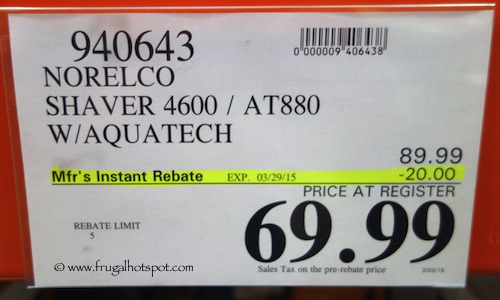 940643
0 000009 406438
NORELCO
SHAVER 4600 / AT880
W/AQUATECH
89.99
Mfr's Instant Rebate EXP. 03/29/15 -20.00
PRICE AT REGISTER
REBATE LIMIT
5
69.99
Sales Tax on the pre-rebate price
www.frugalhotspot.com